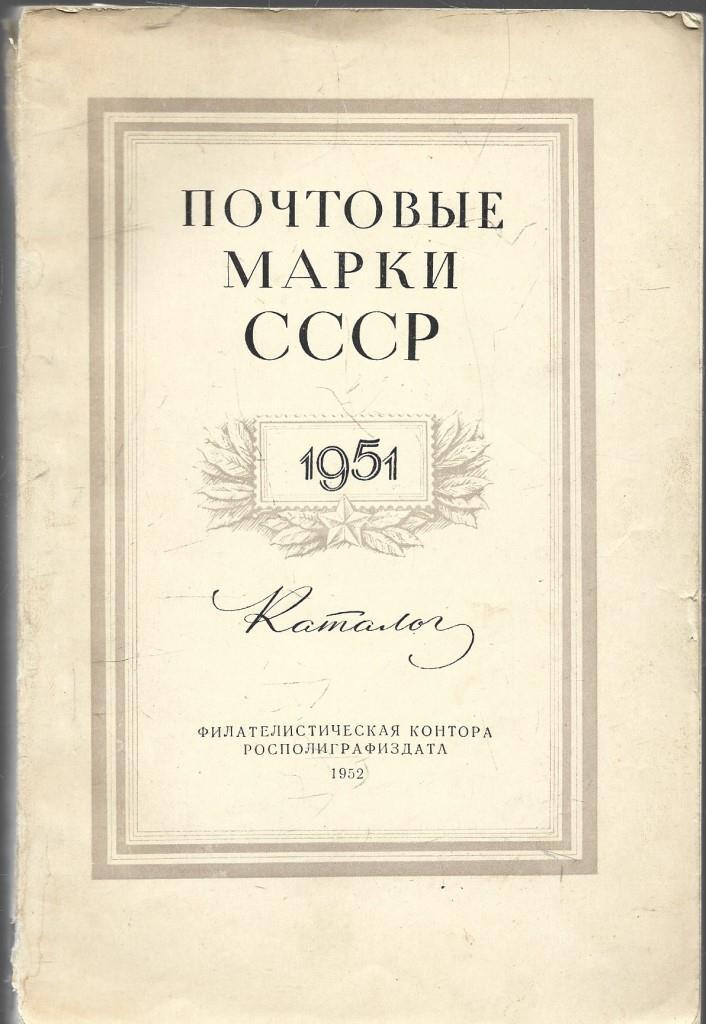 ПОЧТОВЫЕ
МАРКИ
СССР
1951
Каталог
ФИЛАТЕЛИСТИЧЕСКАЯ КОНТОРА
РОСПОЛИГРАФИЗДАТА
1952